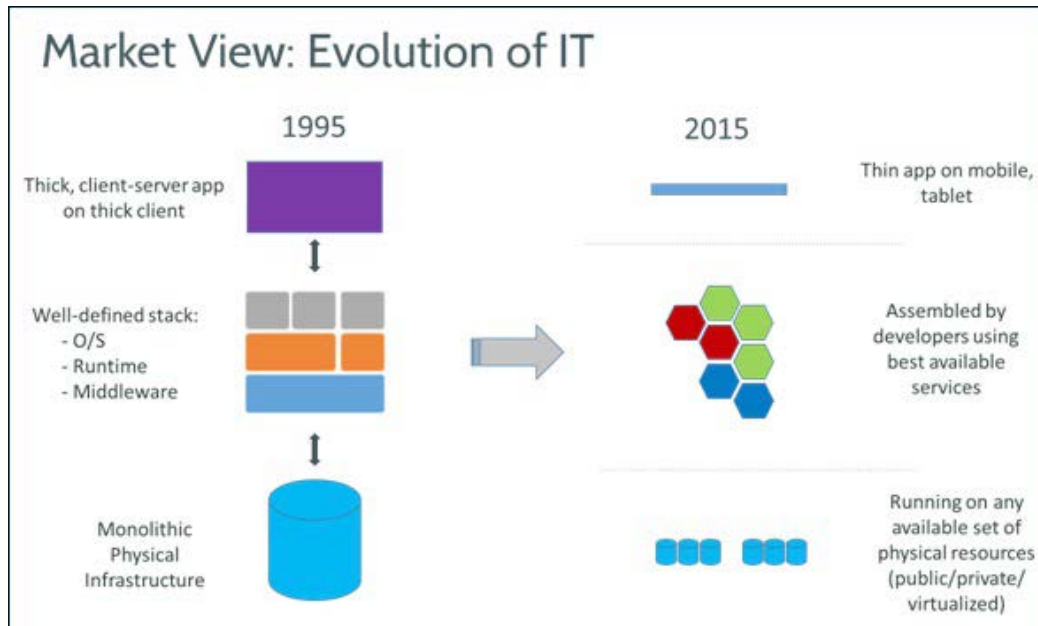 Market View: Evolution of IT
1995
2015
Thick, client-server app
on thick client
Thin app on mobile,
tablet
Well-defined stack:
- O/S
- Runtime
- Middleware
Assembled by
developers using
best available
services
Monolithic
Physical
Infrastructure
Running on any
available set of
physical resources
(public/private/
virtualized)